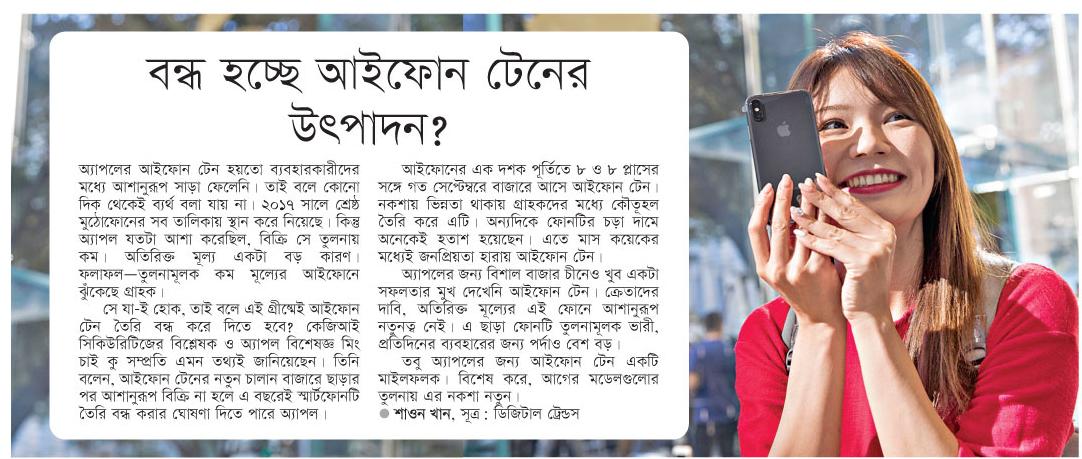 বন্ধ হচ্ছে আইফোন টেনের
উৎপাদন?
অ্যাপলের আইফোন টেন হয়তো ব্যবহারকারীদের
মধ্যে আশানুরূপ সাড়া ফেলেনি। তাই বলে কোনো
দিক থেকেই ব্যর্থ বলা যায় না। ২০১৭ সালে শ্রেষ্ঠ
মুঠোফোনের সব তালিকায় স্থান করে নিয়েছে। কিন্তু
অ্যাপল যতটা আশা করেছিল, বিক্রি সে তুলনায়
কম। অতিরিক্ত মূল্য একটা বড় কারণ।
ফলাফল—তুলনামূলক কম মূল্যের আইফোনে
ঝুঁকেছে গ্রাহক।
সে যা-ই হোক, তাই বলে এই গ্রীষ্মেই আইফোন
টেন তৈরি বন্ধ করে দিতে হবে? কেজিআই
সিকিউরিটিজের বিশ্লেষক ও অ্যাপল বিশেষজ্ঞ মিং
চাই কু সম্প্রতি এমন তথ্যই জানিয়েছেন। তিনি
বলেন, আইফোন টেনের নতুন চালান বাজারে ছাড়ার
পর আশানুরূপ বিক্রি না হলে এ বছরেই স্মার্টফোনটি
তৈরি বন্ধ করার ঘোষণা দিতে পারে অ্যাপল।
আইফোনের এক দশক পূর্তিতে ৮ ও ৮ প্লাসের
সঙ্গে গত সেপ্টেম্বরে বাজারে আসে আইফোন টেন।
নকশায় ভিন্নতা থাকায় গ্রাহকদের মধ্যে কৌতূহল
তৈরি করে এটি। অন্যদিকে ফোনটির চড়া দামে
অনেকেই হতাশ হয়েছেন। এতে মাস কয়েকের
মধ্যেই জনপ্রিয়তা হারায় আইফোন টেন।
অ্যাপলের জন্য বিশাল বাজার চীনেও খুব একটা
সফলতার মুখ দেখেনি আইফোন টেন। ক্রেতাদের
দাবি, অতিরিক্ত মূল্যের এই ফোনে আশানুরূপ
নতুনত্ব নেই। এ ছাড়া ফোনটি তুলনামূলক ভারী,
প্রতিদিনের ব্যবহারের জন্য পর্দাও বেশ বড়।
তবু অ্যাপলের জন্য আইফোন টেন একটি
মাইলফলক। বিশেষ করে, আগের মডেলগুলোর
তুলনায় এর নকশা নতুন।
● শাওন খান, সূত্র : ডিজিটাল ট্রেন্ডস